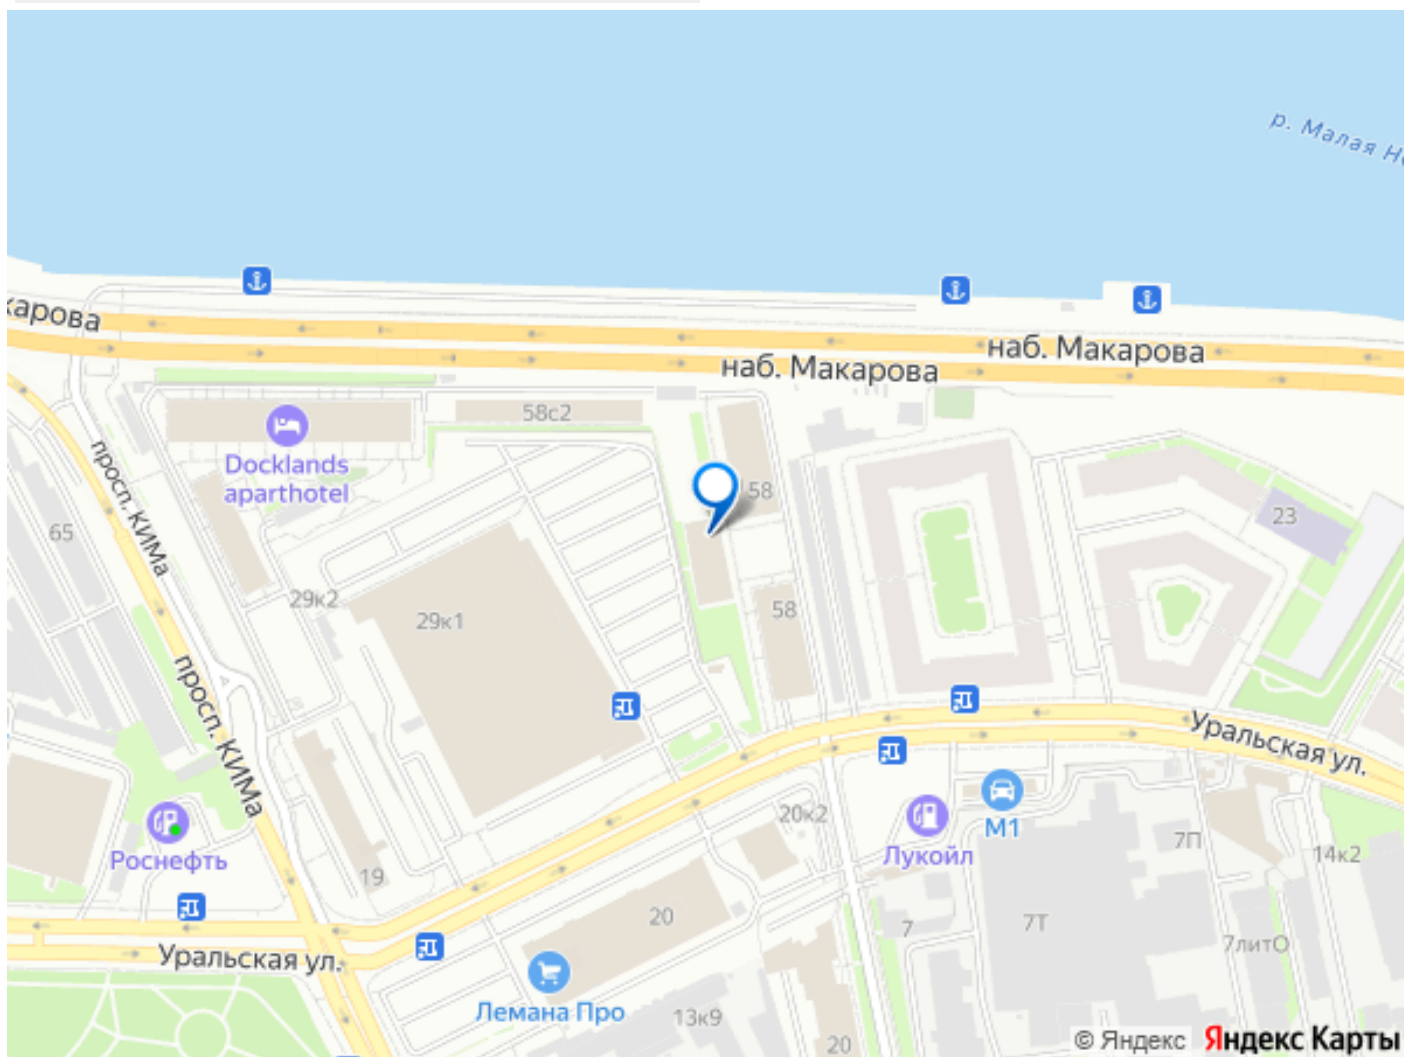 р. Малая Не
карова
наб. Макарова
наб. Макарова
58с2
Docklands
aparthotel
просп. КИМа
58
23
65
29к2
29к1
58
просп. КИМа
Уральская ул.
20к2
М1
Роснефть
Лукойл
7П
14к2
19
20
7
7Т
7литО
Уральская ул.
Лемана Про
13к9
20
© Яндекс Яндекс Карты